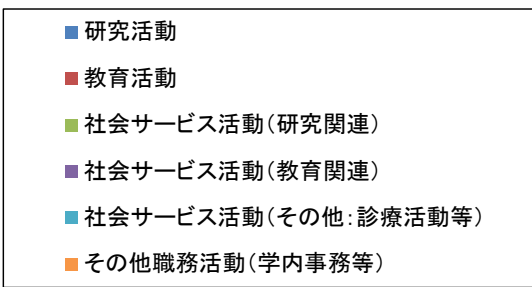 研究活動
教育活動
社会サービス活動(研究関連)
社会サービス活動(教育関連)
社会サービス活動(その他:診療活動等)
その他職務活動(学内事務等)